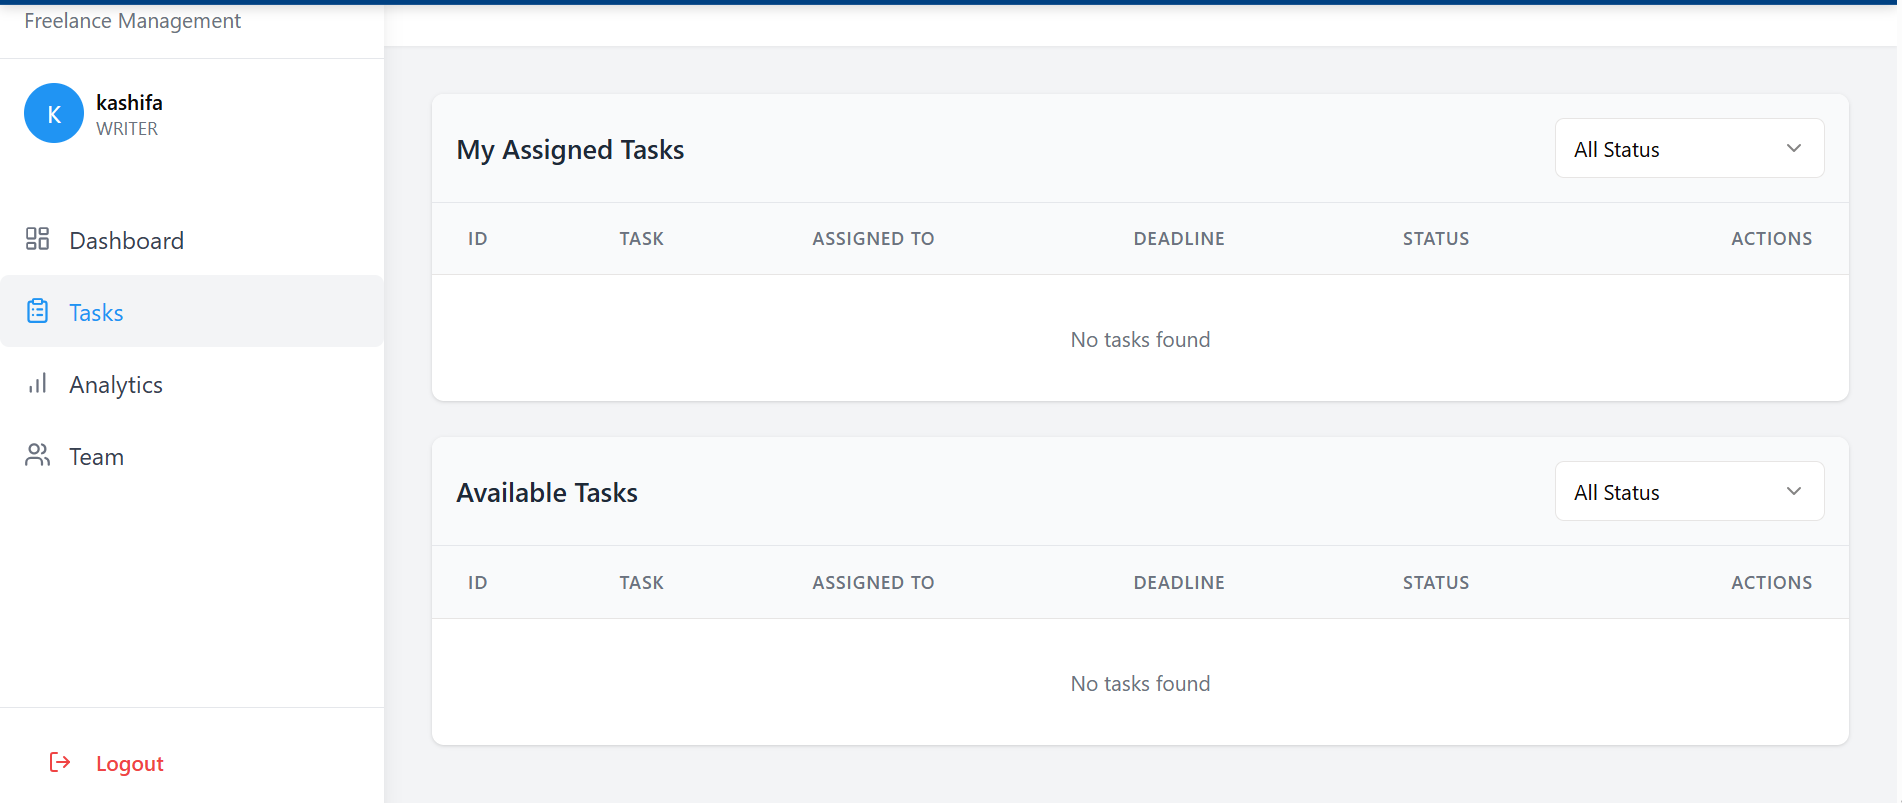 Freelance Management
K
kashifa
WRITER
Dashboard
Tasks
Analytics
Team
Logout
My Assigned Tasks
All Status
ID TASK ASSIGNED TO DEADLINE STATUS ACTIONS
No tasks found
Available Tasks
All Status
ID TASK ASSIGNED TO DEADLINE STATUS ACTIONS
No tasks found